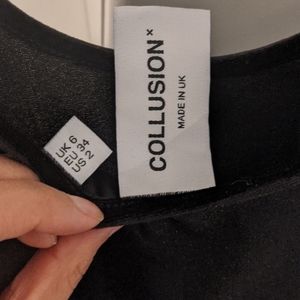 COLLUSION×
MADE IN UK
UK 6
EU 34
US 2